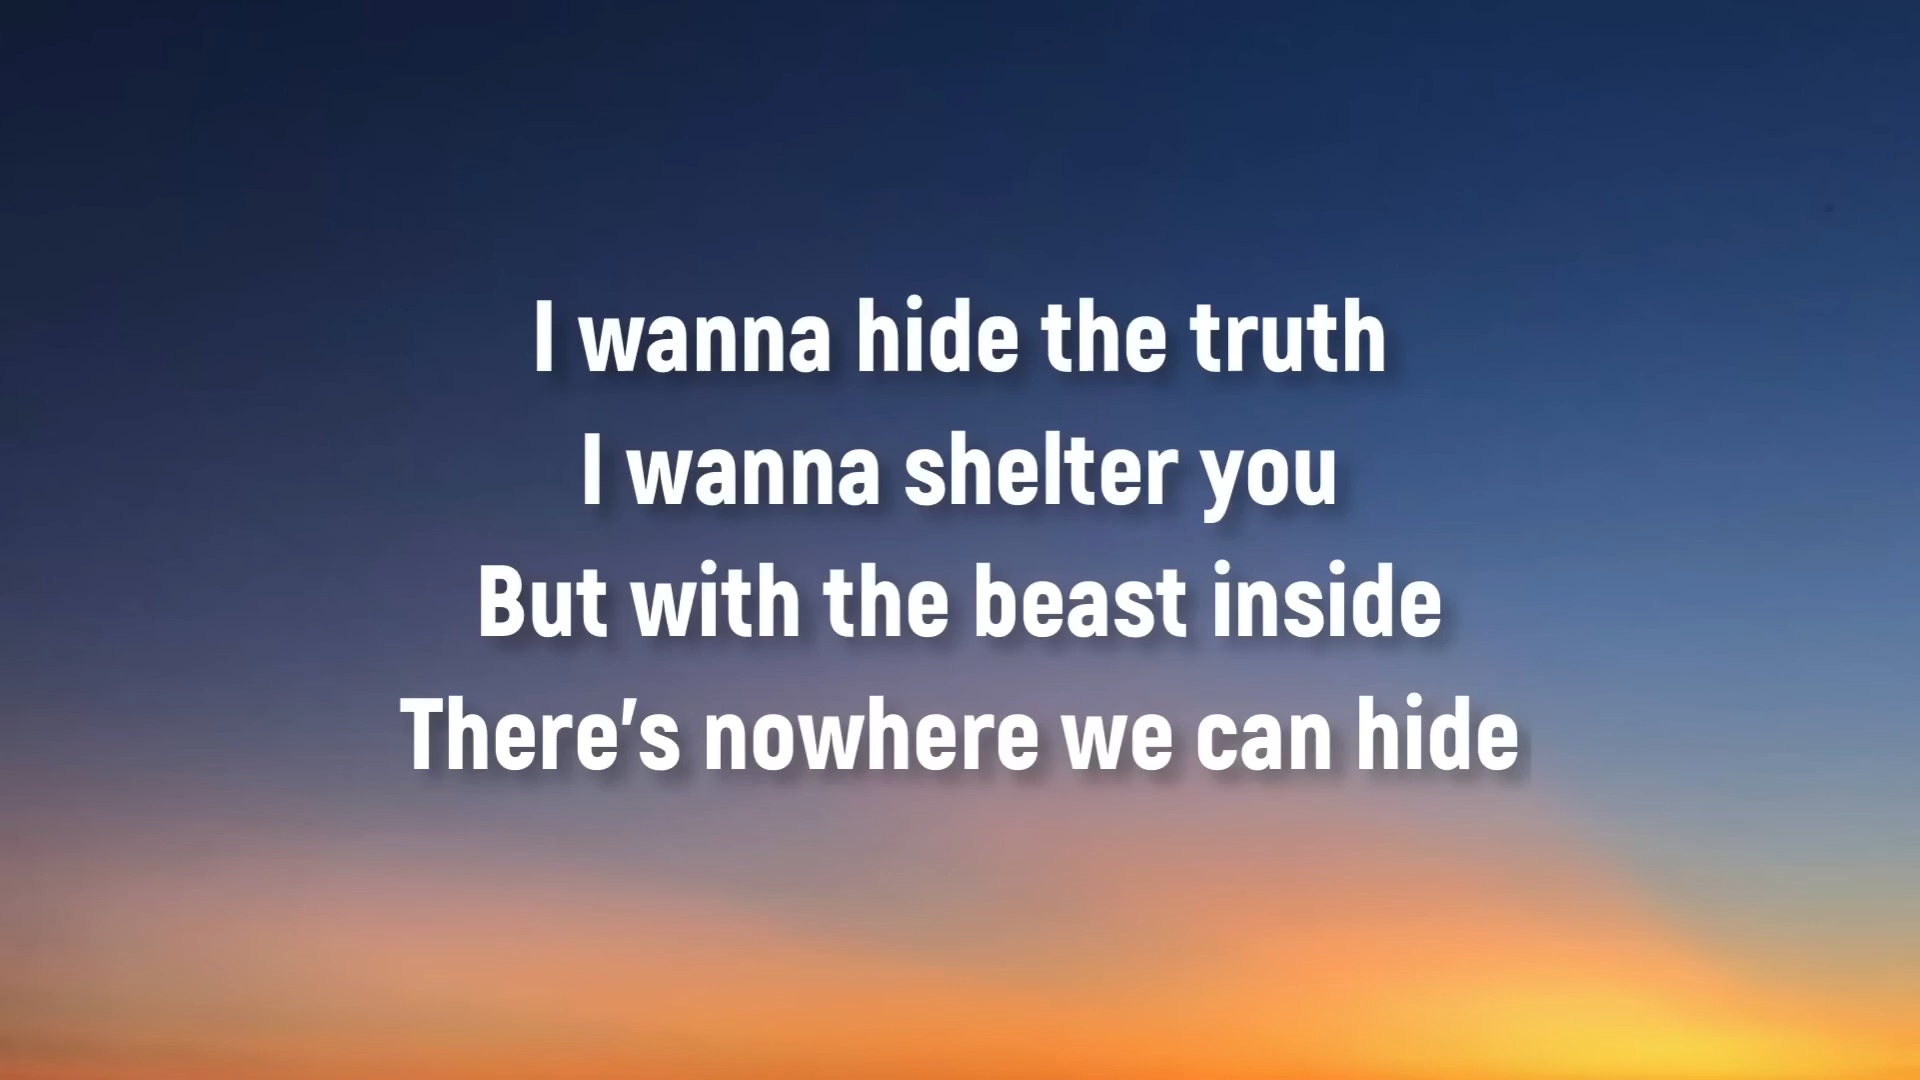 I wanna hide the truth
I wanna shelter you
But with the beast inside
There's nowhere we can hide